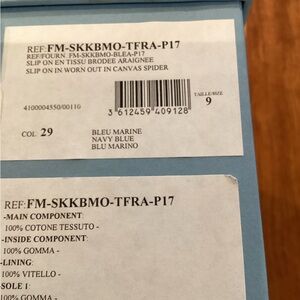 REF:FM-SKKBMO-TFRA-P17
REF/FOURN. FM-SKKBMO-BLEA-P17
SLIP ON EN TISSU BRODEE ARAIGNEE
SLIP ON IN WORN OUT IN CANVAS SPIDER
4100004550/00110
3 612459 409128
TAILLE/SIZE
9
COL. 29
BLEU MARINE
NAVY BLUE
BLU MARINO
REF:FM-SKKBMO-TFRA-P17
-MAIN COMPONENT:
100% COTONE TESSUTO -
-INSIDE COMPONENT:
100% GOMMA -
-LINING:
100% VITELLO -
-SOLE 1:
100% GOMMA -